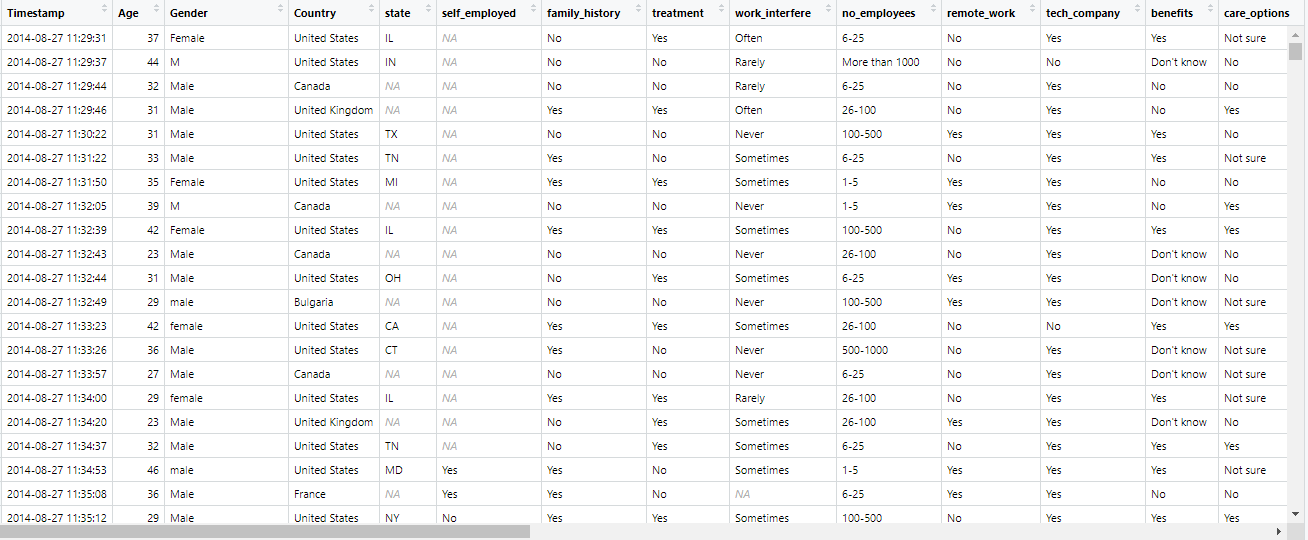 Timestamp Age Gender Country state self_employed family_history treatment work_interfere no_employees remote_work tech_company benefits care_options
2014-08-27 11:29:31 37 Female United States IL NA No Yes Often 6-25 No Yes Yes Not sure
2014-08-27 11:29:37 44 M United States IN NA No No Rarely More than 1000 No No Don't know No
2014-08-27 11:29:44 32 Male Canada NA NA No No Rarely 6-25 No Yes No No
2014-08-27 11:29:46 31 Male United Kingdom NA NA Yes Yes Often 26-100 No Yes No Yes
2014-08-27 11:30:22 31 Male United States TX NA No No Never 100-500 Yes Yes Yes No
2014-08-27 11:31:22 33 Male United States TN NA Yes No Sometimes 6-25 No Yes Yes Not sure
2014-08-27 11:31:50 35 Female United States MI NA Yes Yes Sometimes 1-5 Yes Yes No No
2014-08-27 11:32:05 39 M Canada NA NA No No Never 1-5 Yes Yes No Yes
2014-08-27 11:32:39 42 Female United States IL NA Yes Yes Sometimes 100-500 No Yes Yes Yes
2014-08-27 11:32:43 23 Male Canada NA NA No No Never 26-100 No Yes Don't know No
2014-08-27 11:32:44 31 Male United States OH NA No Yes Sometimes 6-25 Yes Yes Don't know No
2014-08-27 11:32:49 29 male Bulgaria NA NA No No Never 100-500 Yes Yes Don't know Not sure
2014-08-27 11:33:23 42 female United States CA NA Yes Yes Sometimes 26-100 No No Yes Yes
2014-08-27 11:33:26 36 Male United States CT NA Yes No Never 500-1000 No Yes Don't know Not sure
2014-08-27 11:33:57 27 Male Canada NA NA No No Never 6-25 No Yes Don't know Not sure
2014-08-27 11:34:00 29 female United States IL NA Yes Yes Rarely 26-100 No Yes Yes Not sure
2014-08-27 11:34:20 23 Male United Kingdom NA NA No Yes Sometimes 26-100 Yes Yes Don't know No
2014-08-27 11:34:37 32 Male United States TN NA No Yes Sometimes 6-25 No Yes Yes Yes
2014-08-27 11:34:53 46 male United States MD Yes Yes No Sometimes 1-5 Yes Yes Yes Not sure
2014-08-27 11:35:08 36 Male France NA Yes Yes No NA 6-25 Yes Yes No No
2014-08-27 11:35:12 29 Male United States NY No Yes Yes Sometimes 100-500 No Yes Yes Yes